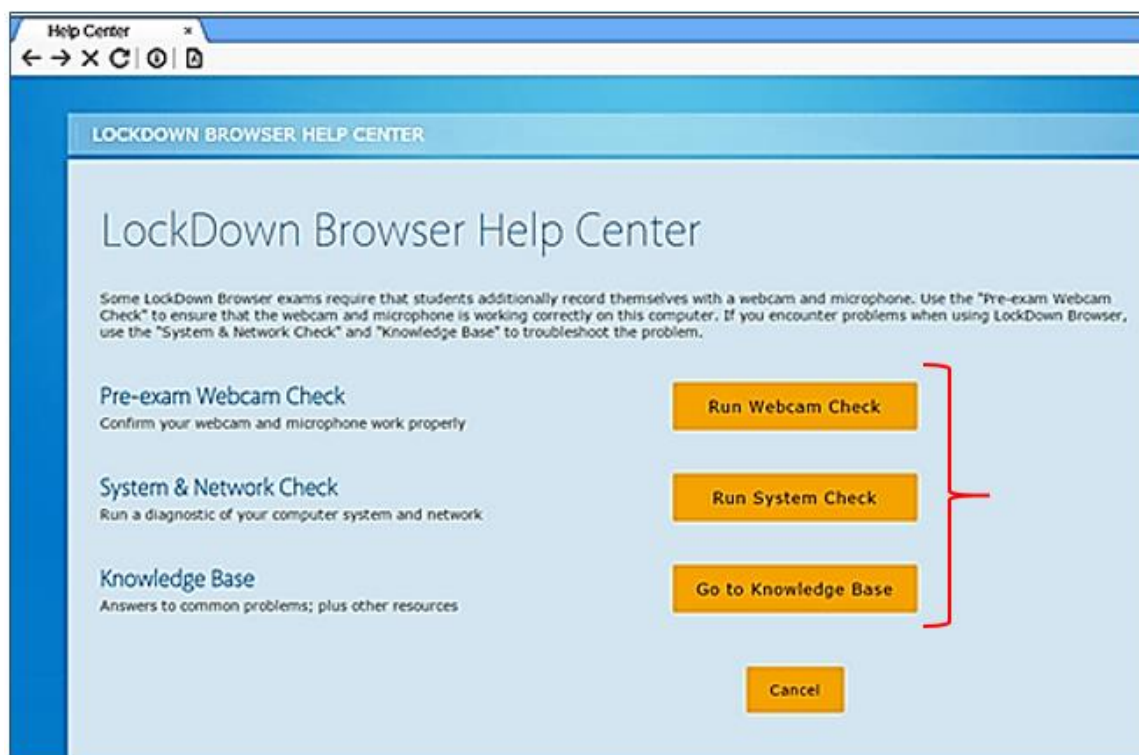 Help Center
LOCKDOWN BROWSER HELP CENTER
LockDown Browser Help Center
Some LockDown Browser exams require that students additionally record themselves with a webcam and microphone. Use the "Pre-exam Webcam
Check" to ensure that the webcam and microphone is working correctly on this computer. If you encounter problems when using LockDown Browser,
use the "System & Network Check" and "Knowledge Base" to troubleshoot the problem.
Pre-exam Webcam Check
Confirm your webcam and microphone work properly
Run Webcam Check
System & Network Check
Run a diagnostic of your computer system and network
Run System Check
Knowledge Base
Answers to common problems; plus other resources
Go to Knowledge Base
Cancel